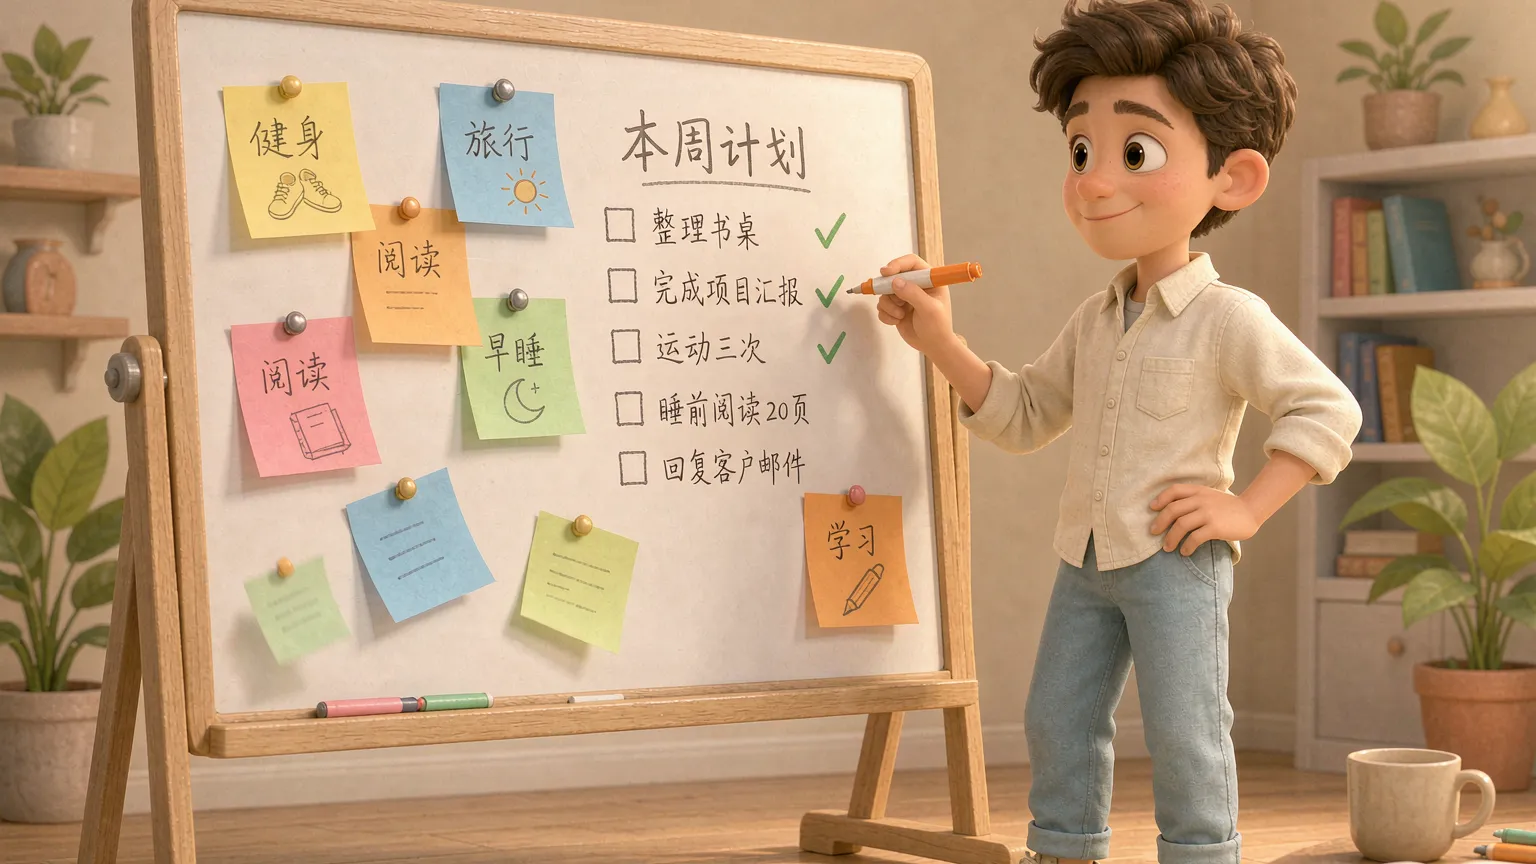 健身
旅行
阅读
阅读
早睡
本周计划
整理书桌
完成项目汇报
运动三次
睡前阅读20页
回复客户邮件
学习